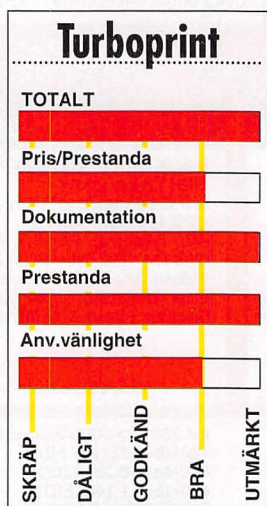 Turboprint
TOTALT
Pris/Prestanda
Dokumentation
Prestanda
Anv.vänlighet
SKRÄP
DÅLIGT
GODKÄND
BRA
UTMÄRKT